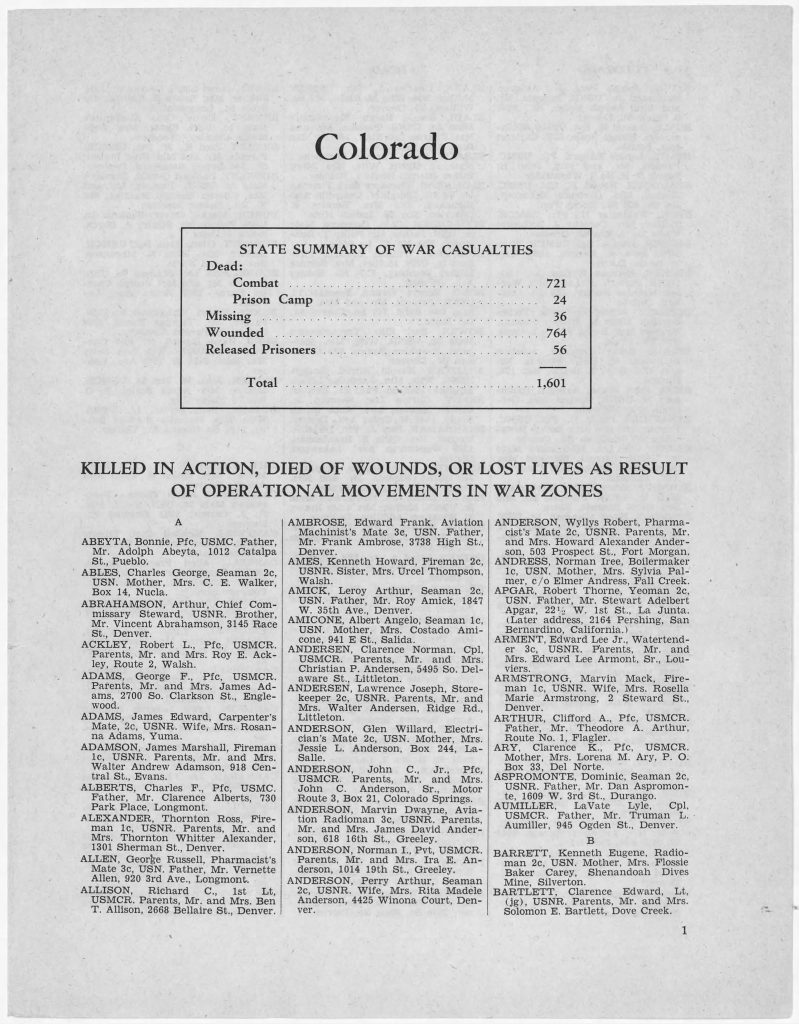 Colorado
STATE SUMMARY OF WAR CASUALTIES
Dead:
Combat 721
Prison Camp 24
Missing 36
Wounded 764
Released Prisoners 56
Total 1,601
KILLED IN ACTION, DIED OF WOUNDS, OR LOST LIVES AS RESULT
OF OPERATIONAL MOVEMENTS IN WAR ZONES
A
ABEYTA, Bonnie, Pfc, USMC. Father,
Mr. Adolph Abeyta, 1012 Catalpa
St., Pueblo.
ABLES, Charles George, Seaman 2c,
USN. Mother, Mrs. C. E. Walker,
Box 14, Nucla.
ABRAHAMSON, Arthur, Chief Com-
missary Steward, USNR. Brother,
Mr. Vincent Abrahamson, 3145 Race
St., Denver.
ACKLEY, Robert L., Pfc, USMCR.
Parents, Mr. and Mrs. Roy E. Ack-
ley, Route 2, Walsh.
ADAMS, George F., Pfc, USMCR.
Parents, Mr. and Mrs. James Ad-
ams, 2700 So. Clarkson St., Engle-
wood.
ADAMS, James Edward, Carpenter's
Mate, 2c, USNR. Wife, Mrs. Rosan-
na Adams, Yuma.
ADAMSON, James Marshall, Fireman
1c, USNR. Parents, Mr. and Mrs.
Walter Andrew Adamson, 918 Cen-
tral St., Evans.
ALBERTS, Charles F., Pfc, USMC.
Father, Mr. Clarence Alberts, 730
Park Place, Longmont.
ALEXANDER, Thornton Ross, Fire-
man 1c, USNR. Parents, Mr. and
Mrs. Thornton Whitter Alexander,
1301 Sherman St., Denver.
ALLEN, George Russell, Pharmacist's
Mate 3c, USN. Father, Mr. Vernette
Allen, 920 3rd Ave., Longmont.
ALLISON, Richard C., 1st Lt,
USMCR. Parents, Mr. and Mrs. Ben
T. Allison, 2668 Bellaire St., Denver.
AMBROSE, Edward Frank, Aviation
Machinist's Mate 3c, USN. Father,
Mr. Frank Ambrose, 3738 High St.,
Denver.
AMES, Kenneth Howard, Fireman 2c,
USNR. Sister, Mrs. Urcel Thompson,
Walsh.
AMICK, Leroy Arthur, Seaman 2c,
USN. Father, Mr. Roy Amick, 1847
W. 35th Ave., Denver.
AMICONE, Albert Angelo, Seaman 1c,
USN. Mother, Mrs. Costado Ami-
cone, 941 E St., Salida.
ANDERSEN, Clarence Norman, Cpl,
USMCR. Parents, Mr. and Mrs.
Christian P. Andersen, 5495 So. Del-
aware St., Littleton.
ANDERSEN, Lawrence Joseph, Store-
keeper 2c, USNR. Parents, Mr. and
Mrs. Walter Andersen, Ridge Rd.,
Littleton.
ANDERSON, Glen Willard, Electri-
cian's Mate 2c, USN. Mother, Mrs.
Jessie L. Anderson, Box 244, La-
Salle.
ANDERSON, John C., Jr., Pfc,
USMCR. Parents, Mr. and Mrs.
John C. Anderson, Sr., Motor
Route 3, Box 21, Colorado Springs.
ANDERSON, Marvin Dwayne, Avia-
tion Radioman 3c, USNR. Parents,
Mr. and Mrs. James David Ander-
son, 618 16th St., Greeley.
ANDERSON, Norman I., Pvt, USMCR.
Parents, Mr. and Mrs. Ira E. An-
derson, 1014 19th St., Greeley.
ANDERSON, Perry Arthur, Seaman
2c, USNR. Wife, Mrs. Rita Madele
Anderson, 4425 Winona Court, Den-
ver.
ANDERSON, Wyllys Robert, Pharma-
cist's Mate 2c, USNR. Parents, Mr.
and Mrs. Howard Alexander Ander-
son, 503 Prospect St., Fort Morgan.
ANDRESS, Norman Iree, Boilermaker
1c, USN. Mother, Mrs. Sylvia Pal-
mer, c/o Elmer Andress, Fall Creek.
APGAR, Robert Thorne, Yeoman 2c,
USN. Father, Mr. Stewart Adelbert
Apgar, 22½ W. 1st St., La Junta.
(Later address, 2164 Pershing, San
Bernardino, California.)
ARMENT, Edward Lee Jr., Watertend-
er 3c, USNR. Parents, Mr. and
Mrs. Edward Lee Armont, Sr., Lou-
viers.
ARMSTRONG, Marvin Mack, Fire-
man 1c, USNR. Wife, Mrs. Rosella
Marie Armstrong, 2 Steward St.,
Denver.
ARTHUR, Clifford A., Pfc, USMCR.
Father, Mr. Theodore A. Arthur,
Route No. 1, Flagler.
ARY, Clarence K., Pfc, USMCR.
Mother, Mrs. Lorena M. Ary, P. O.
Box 33, Del Norte.
ASPROMONTE, Dominic, Seaman 2c,
USNR. Father, Mr. Dan Aspromon-
te, 1609 W. 3rd St., Durango.
AUMILLER, LaVate Lyle, Cpl,
USMCR. Father, Mr. Truman L.
Aumiller, 945 Ogden St., Denver.
B
BARRETT, Kenneth Eugene, Radio-
man 2c, USN. Mother, Mrs. Flossie
Baker Carey, Shenandoah Dives
Mine, Silverton.
BARTLETT, Clarence Edward, Lt,
(jg), USNR. Parents, Mr. and Mrs.
Solomon E. Bartlett, Dove Creek.
1